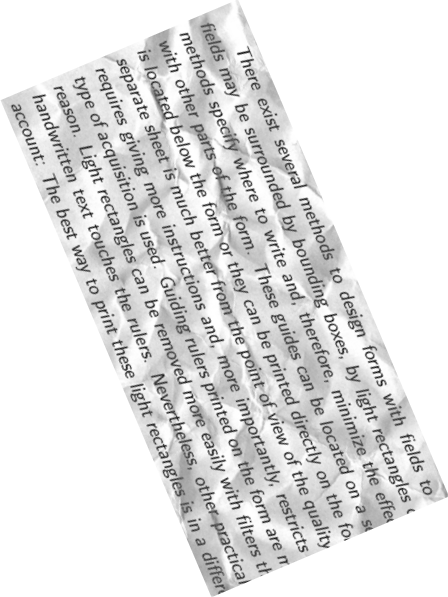 There exist several methods to design forms with fields to
fields may be surrounded by bounding boxes, by light rectangles
methods specify where to write and therefore minimize the
with other parts of the form These guides can be located on a
is located below the form or they can be printed directly on the
separate sheet is much better from the point of view of the quality
requires giving more instructions and more importantly, restricts
type of acquisition is used Guiding rulers printed on the form are
reason. Light rectangles can be removed more easily with filters
handwritten text touches the rulers. Nevertheless, other
account: The best way to print these light rectangles is in a